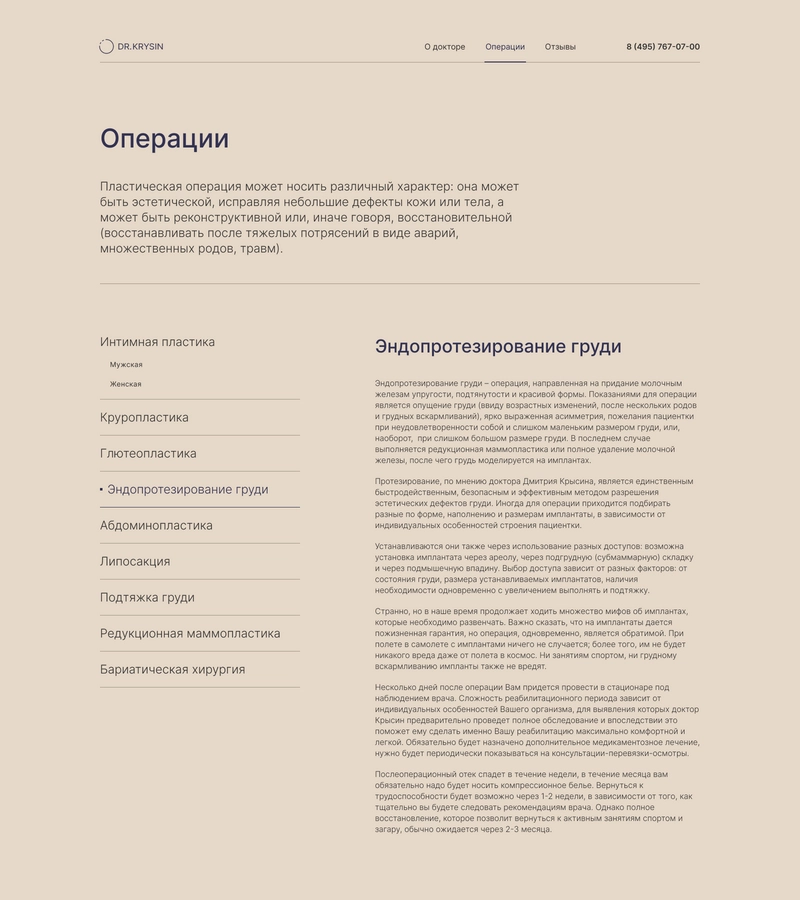 DR.KRYSIN
О докторе
Операции
Отзывы
8 (495) 767-07-00
Операции
Пластическая операция может носить различный характер: она может
быть эстетической, исправляя небольшие дефекты кожи или тела, а
может быть реконструктивной или, иначе говоря, восстановительной
(восстанавливать после тяжелых потрясений в виде аварий,
множественных родов, травм).
Интимная пластика
Мужская
Женская
Круропластика
Глютеопластика
Эндопротезирование груди
Абдоминопластика
Липосакция
Подтяжка груди
Редукционная маммопластика
Бариатическая хирургия
Эндопротезирование груди
Эндопротезирование груди – операция, направленная на придание молочным
железам упругости, подтянутости и красивой формы. Показаниями для операции
является опущение груди (ввиду возрастных изменений, после нескольких родов
и грудных вскармливаний), ярко выраженная асимметрия, пожелания пациентки
при неудовлетворенности собой и слишком маленьким размером груди, или,
наоборот, при слишком большом размере груди. В последнем случае
выполняется редукционная маммопластика или полное удаление молочной
железы, после чего грудь моделируется на имплантах.
Протезирование, по мнению доктора Дмитрия Крысина, является единственным
быстродейственным, безопасным и эффективным методом разрешения
эстетических дефектов груди. Иногда для операции приходится подбирать
разные по форме, наполнению и размерам имплантаты, в зависимости от
индивидуальных особенностей строения пациентки.
Устанавливаются они также через использование разных доступов: возможна
установка имплантата через ареолу, через подгрудную (субмаммарную) складку
и через подмышечную впадину. Выбор доступа зависит от разных факторов: от
состояния груди, размера устанавливаемых имплантатов, наличия
необходимости одновременно с увеличением выполнять и подтяжку.
Странно, но в наше время продолжает ходить множество мифов об имплантах,
которые необходимо развенчать. Важно сказать, что на имплантаты дается
пожизненная гарантия, но операция, одновременно, является обратимой. При
полете в самолете с имплантами ничего не случается; более того, им не будет
никакого вреда даже от полета в космос. Ни занятиям спортом, ни грудному
вскармливанию импланты также не вредят.
Несколько дней после операции Вам придется провести в стационаре под
наблюдением врача. Сложность реабилитационного периода зависит от
индивидуальных особенностей Вашего организма, для выявления которых доктор
Крысин предварительно проведет полное обследование и впоследствии это
поможет ему сделать именно Вашу реабилитацию максимально комфортной и
легкой. Обязательно будет назначено дополнительное медикаментозное лечение,
нужно будет периодически показываться на консультации-перевязки-осмотры.
Послеоперационный отек спадет в течение недели, в течение месяца вам
обязательно надо будет носить компрессионное белье. Вернуться к
трудоспособности будет возможно через 1-2 недели, в зависимости от того, как
тщательно вы будете следовать рекомендациям врача. Однако полное
восстановление, которое позволит вернуться к активным занятиям спортом и
загару, обычно ожидается через 2-3 месяца.